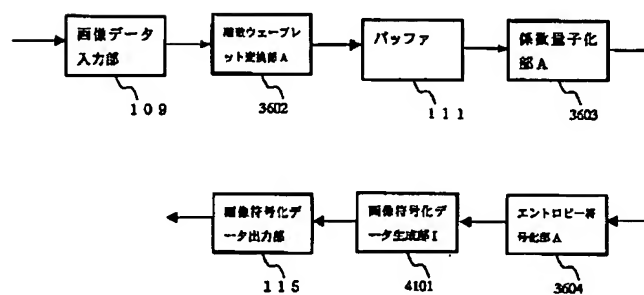 画像データ
入力部
109
離散ウェーブレ
ット変換部A
3602
バッファ
111
係数量子化
部A
3603
画像符号化デ
ータ出力部
115
画像符号化デ
ータ生成部I
4101
エントロピー符
号化部A
3604